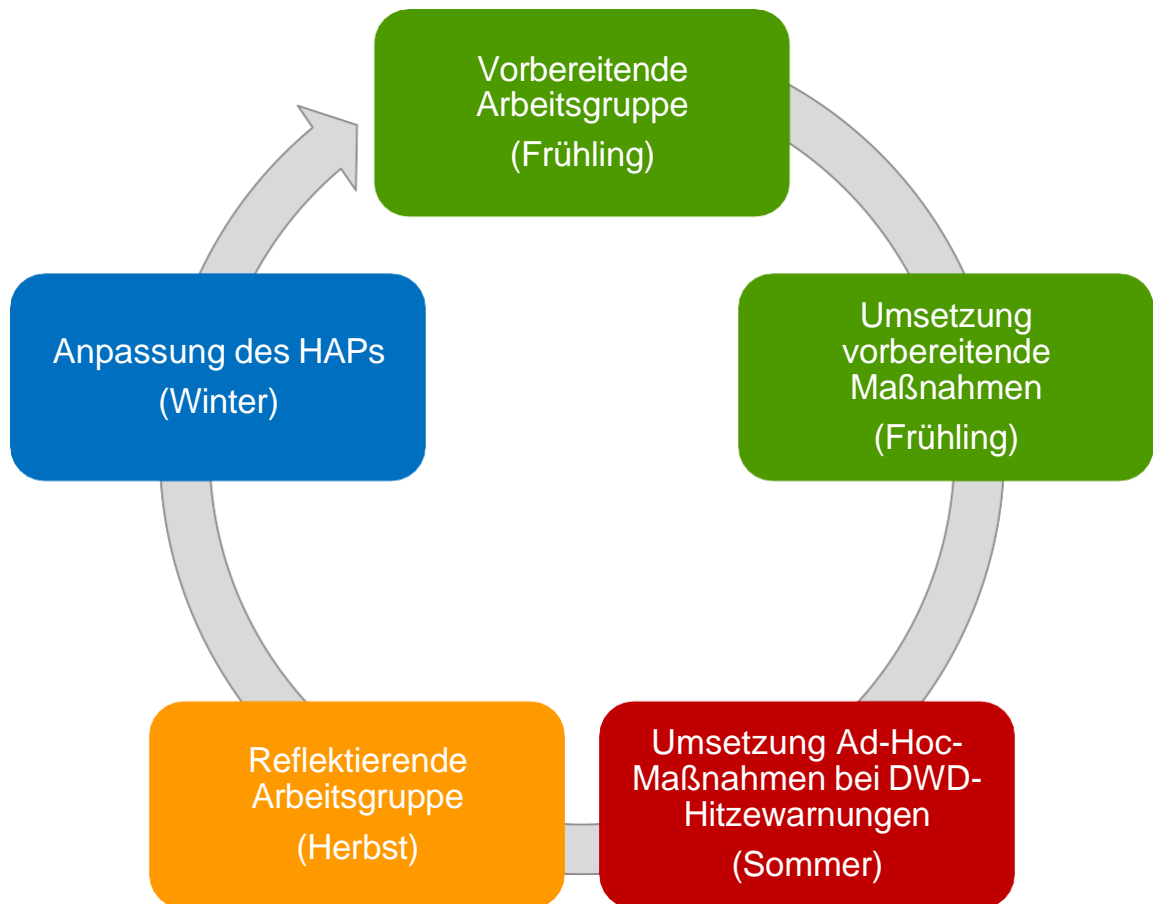 Vorbereitende
Arbeitsgruppe
(Frühling)
Umsetzung
vorbereitende
Maßnahmen
(Frühling)
Umsetzung Ad-Hoc-
Maßnahmen bei DWD-
Hitzewarnungen
(Sommer)
Reflektierende
Arbeitsgruppe
(Herbst)
Anpassung des HAPs
(Winter)